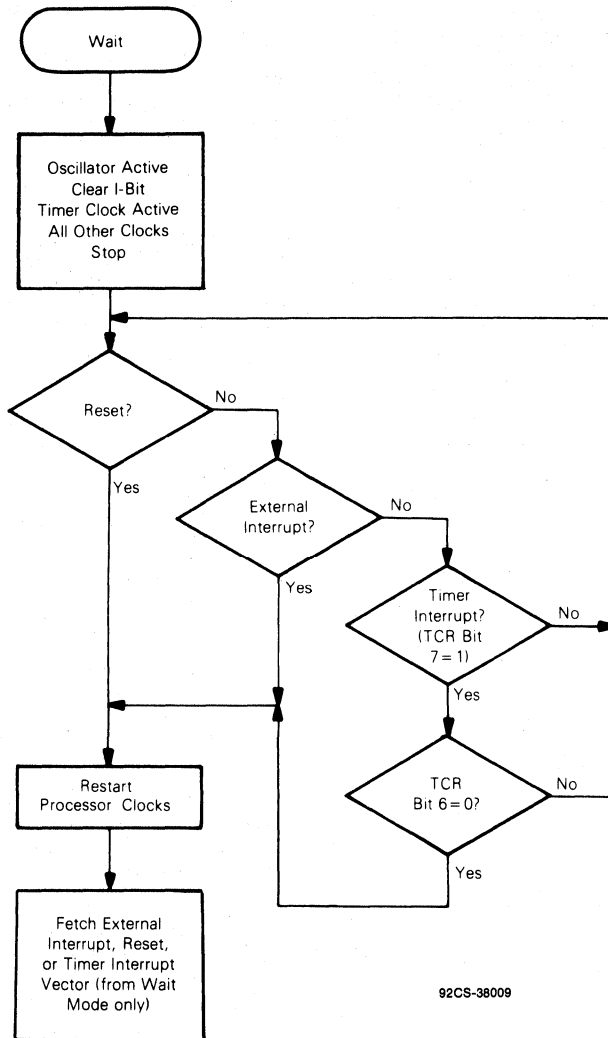 Wait
Oscillator Active
Clear I-Bit
Timer Clock Active
All Other Clocks
Stop
Reset?
No
Yes
External
Interrupt?
No
Yes
Timer
Interrupt?
(TCR Bit
7=1)
No
Yes
TCR
Bit 6=0?
No
Yes
Restart
Processor Clocks
Fetch External
Interrupt, Reset,
or Timer Interrupt
Vector (from Wait
Mode only)
92CS-38009